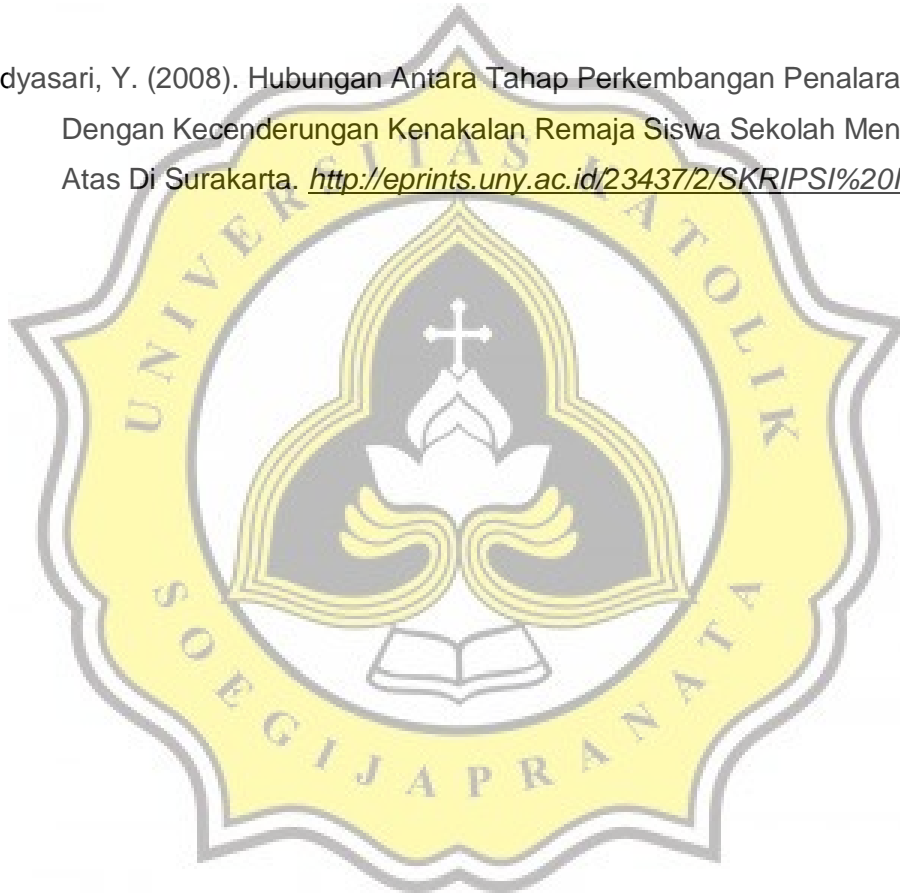 dyasari, Y. (2008). Hubungan Antara Tahap Perkembangan Penalara
Dengan Kecenderungan Kenakalan Remaja Siswa Sekolah Men
Atas Di Surakarta. http://eprints.uny.ac.id/23437/2/SKRIPSI%20I
UNIVERSITAS KATOLIK
SOEGIJAPRANATA